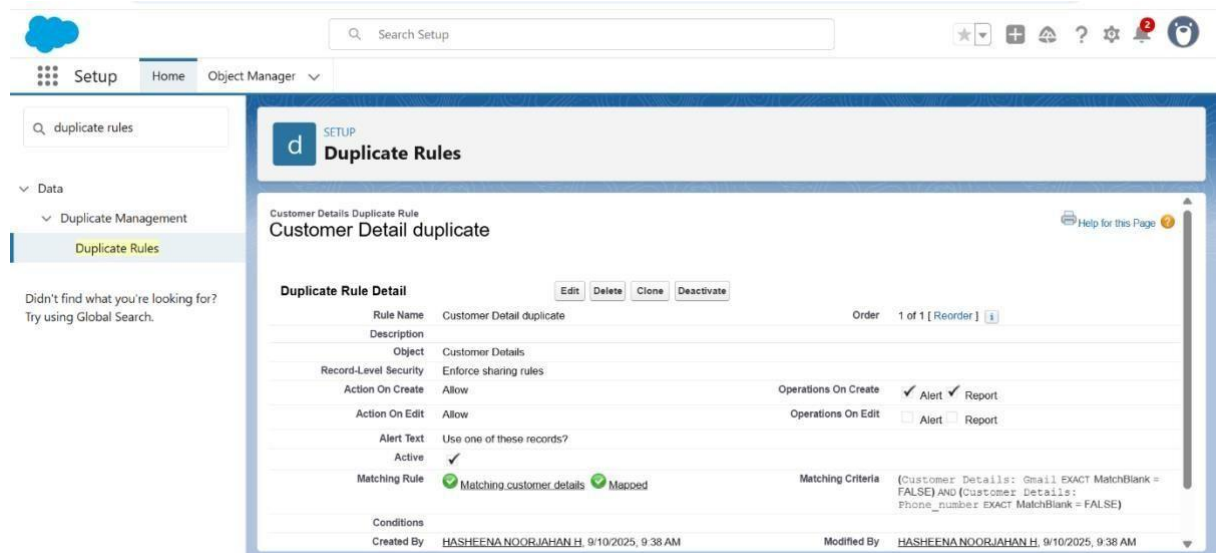 Search Setup
2
Setup Home Object Manager
duplicate rules
d SETUP
Duplicate Rules
Data
Duplicate Management
Duplicate Rules
Didn't find what you're looking for?
Try using Global Search.
Customer Details Duplicate Rule
Customer Detail duplicate
Help for this Page ?
Duplicate Rule Detail Edit Delete Clone Deactivate
Rule Name Customer Detail duplicate Order 1 of 1 [ Reorder ] i
Description
Object Customer Details
Record-Level Security Enforce sharing rules
Action On Create Allow Operations On Create Alert Report
Action On Edit Allow Operations On Edit Alert Report
Alert Text Use one of these records?
Active
Matching Rule Matching customer details Mapped Matching Criteria (Customer Details: Gmail EXACT MatchBlank =
FALSE) AND (Customer Details:
Phone_number EXACT MatchBlank = FALSE)
Conditions
Created By HASHEENA NOORJAHAN H, 9/10/2025, 9:38 AM Modified By HASHEENA NOORJAHAN H, 9/10/2025, 9:38 AM